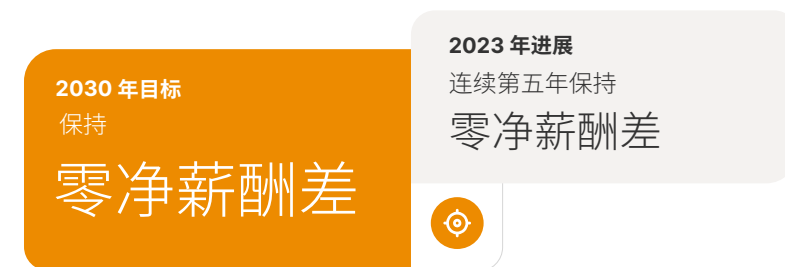 2030 年目标
保持
零净薪酬差
2023 年进展
连续第五年保持
零净薪酬差